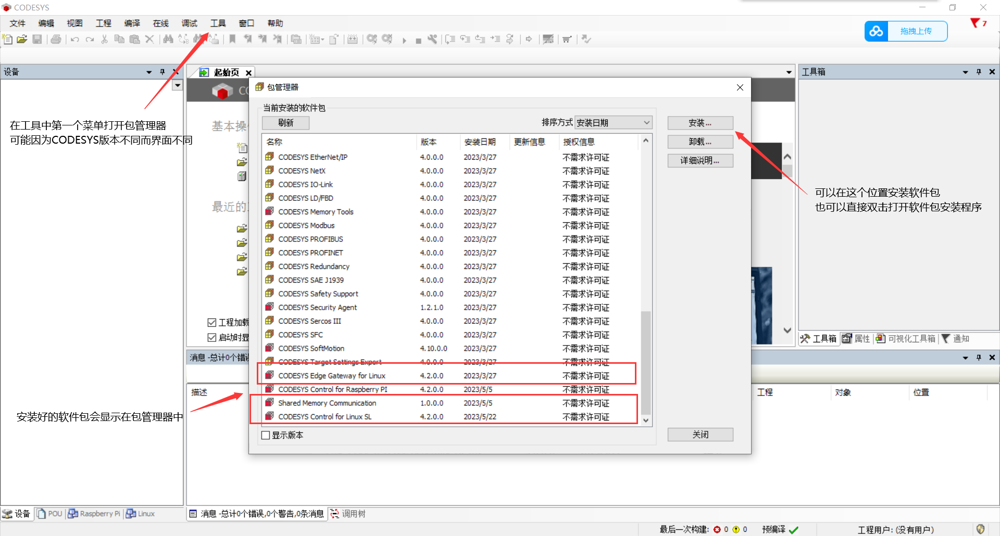 CODESYS
文件 编辑 视图 工程 编译 在线 调试 工具 窗口 帮助
拖拽上传
7
设备
起始页
工具箱
包管理器
在工具中第一个菜单打开包管理器
可能因为CODESYS版本不同而界面不同
基本操
最近的
工程加载
启动时显
当前安装的软件包
刷新
排序方式 安装日期
安装...
卸载...
详细说明...
名称 版本 安装日期 更新信息 授权信息
CODESYS EtherNet/IP 4.0.0.0 2023/3/27 不需求许可证
CODESYS NetX 4.0.0.0 2023/3/27 不需求许可证
CODESYS IO-Link 4.0.0.0 2023/3/27 不需求许可证
CODESYS LD/FBD 4.0.0.0 2023/3/27 不需求许可证
CODESYS Memory Tools 4.0.0.0 2023/3/27 不需求许可证
CODESYS Modbus 4.0.0.0 2023/3/27 不需求许可证
CODESYS PROFIBUS 4.0.0.0 2023/3/27 不需求许可证
CODESYS PROFINET 4.0.0.0 2023/3/27 不需求许可证
CODESYS Redundancy 4.0.0.0 2023/3/27 不需求许可证
CODESYS SAE J1939 4.0.0.0 2023/3/27 不需求许可证
CODESYS Safety Support 4.0.0.0 2023/3/27 不需求许可证
CODESYS Security Agent 1.2.1.0 2023/3/27 不需求许可证
CODESYS Sercos III 4.0.0.0 2023/3/27 不需求许可证
CODESYS SFC 4.0.0.0 2023/3/27 不需求许可证
CODESYS SoftMotion 4.10.0.0 2023/3/27 不需求许可证
CODESYS Target Settings Export 4.0.0.0 2023/3/27 不需求许可证
CODESYS Edge Gateway for Linux 4.2.0.0 2023/3/27 不需求许可证
CODESYS Control for Raspberry PI 4.2.0.0 2023/5/5 不需求许可证
Shared Memory Communication 1.0.0.0 2023/5/5 不需求许可证
CODESYS Control for Linux SL 4.2.0.0 2023/5/22 不需求许可证
显示版本
关闭
可以在这个位置安装软件包
也可以直接双击打开软件包安装程序
工具箱 属性 可视化工具箱 通知
消息 -总计0个错误
描述 工程 对象 位置
安装好的软件包会显示在包管理器中
设备 POU Raspberry Pi Linux
消息 -总计0个错误,0个警告,0条消息 调用树
最后一次构建: 0 0 预编译 工程用户: (没有用户)